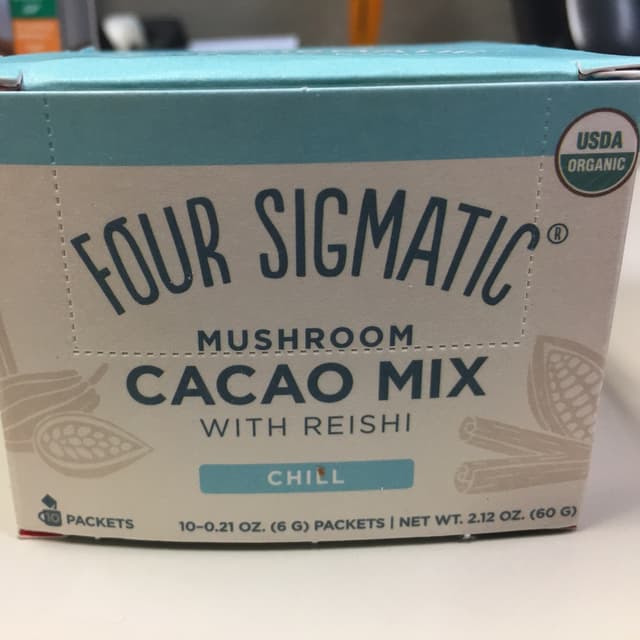 USDA
ORGANIC
FOUR SIGMATIC®
MUSHROOM
CACAO MIX
WITH REISHI
CHILL
10 PACKETS
10-0.21 OZ. (6 G) PACKETS | NET WT. 2.12 OZ. (60 G)